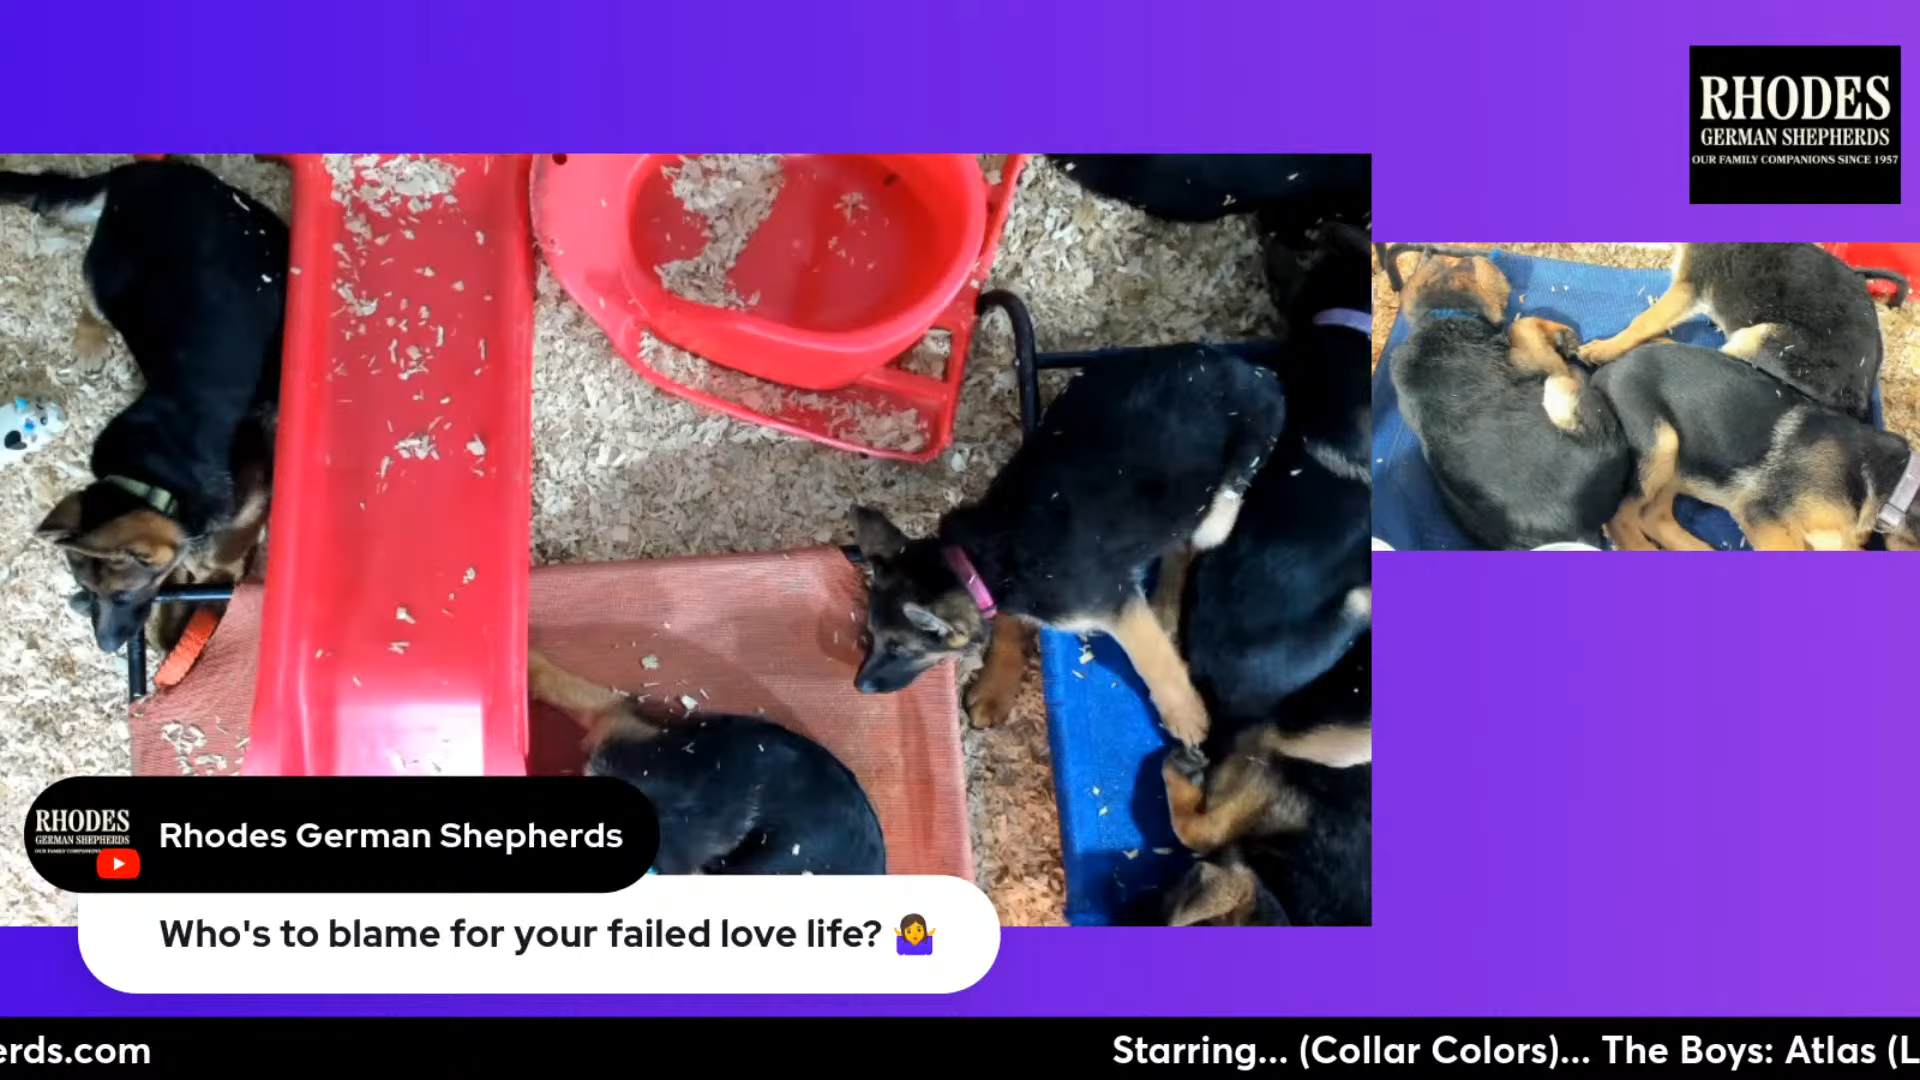 RHODES
GERMAN SHEPHERDS
OUR FAMILY COMPANIONS SINCE 1957
RHODES
GERMAN SHEPHERDS
Rhodes German Shepherds
Who's to blame for your failed love life? 🤷‍♀️
erds.com
Starring... (Collar Colors)... The Boys: Atlas (L